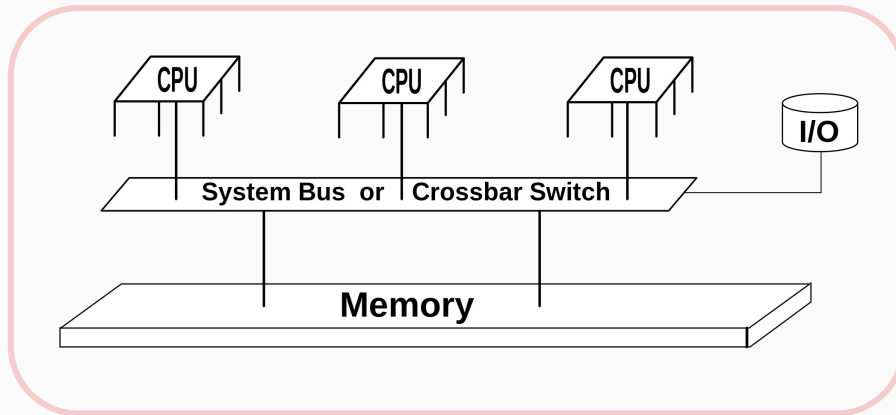 CPU
CPU
CPU
I/O
System Bus or Crossbar Switch
Memory